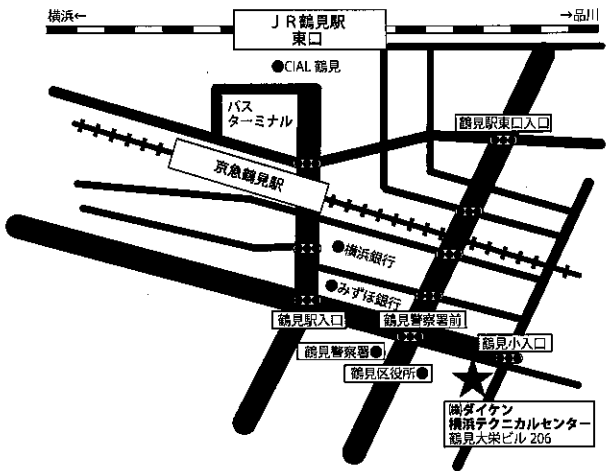 横浜←
→品川
JR鶴見駅
東口
●CIAL 鶴見
バス
ターミナル
鶴見駅東口入口
京急鶴見駅
●横浜銀行
●みずほ銀行
鶴見駅入口
鶴見警察署前
鶴見小入口
鶴見警察署●
鶴見区役所●
㈱ダイケン
横浜テクニカルセンター
鶴見大栄ビル 206